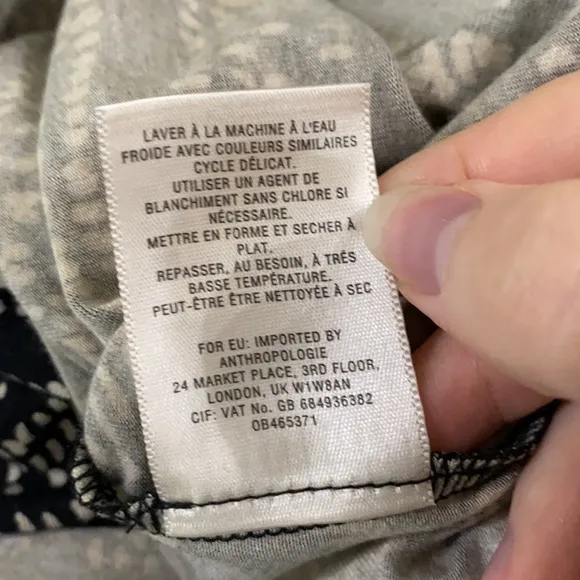 LAVER À LA MACHINE À L'EAU
FROIDE AVEC COULEURS SIMILAIRES
CYCLE DÉLICAT.
UTILISER UN AGENT DE
BLANCHIMENT SANS CHLORE SI
NÉCESSAIRE.
METTRE EN FORME ET SECHER À
PLAT.
REPASSER, AU BESOIN, À TRÈS
BASSE TEMPÉRATURE.
PEUT-ÊTRE ÊTRE NETTOYÉE À SEC
FOR EU: IMPORTED BY
ANTHROPOLOGIE
24 MARKET PLACE, 3RD FLOOR,
LONDON, UK W1W8AN
CIF: VAT No. GB 684936382
OB465371